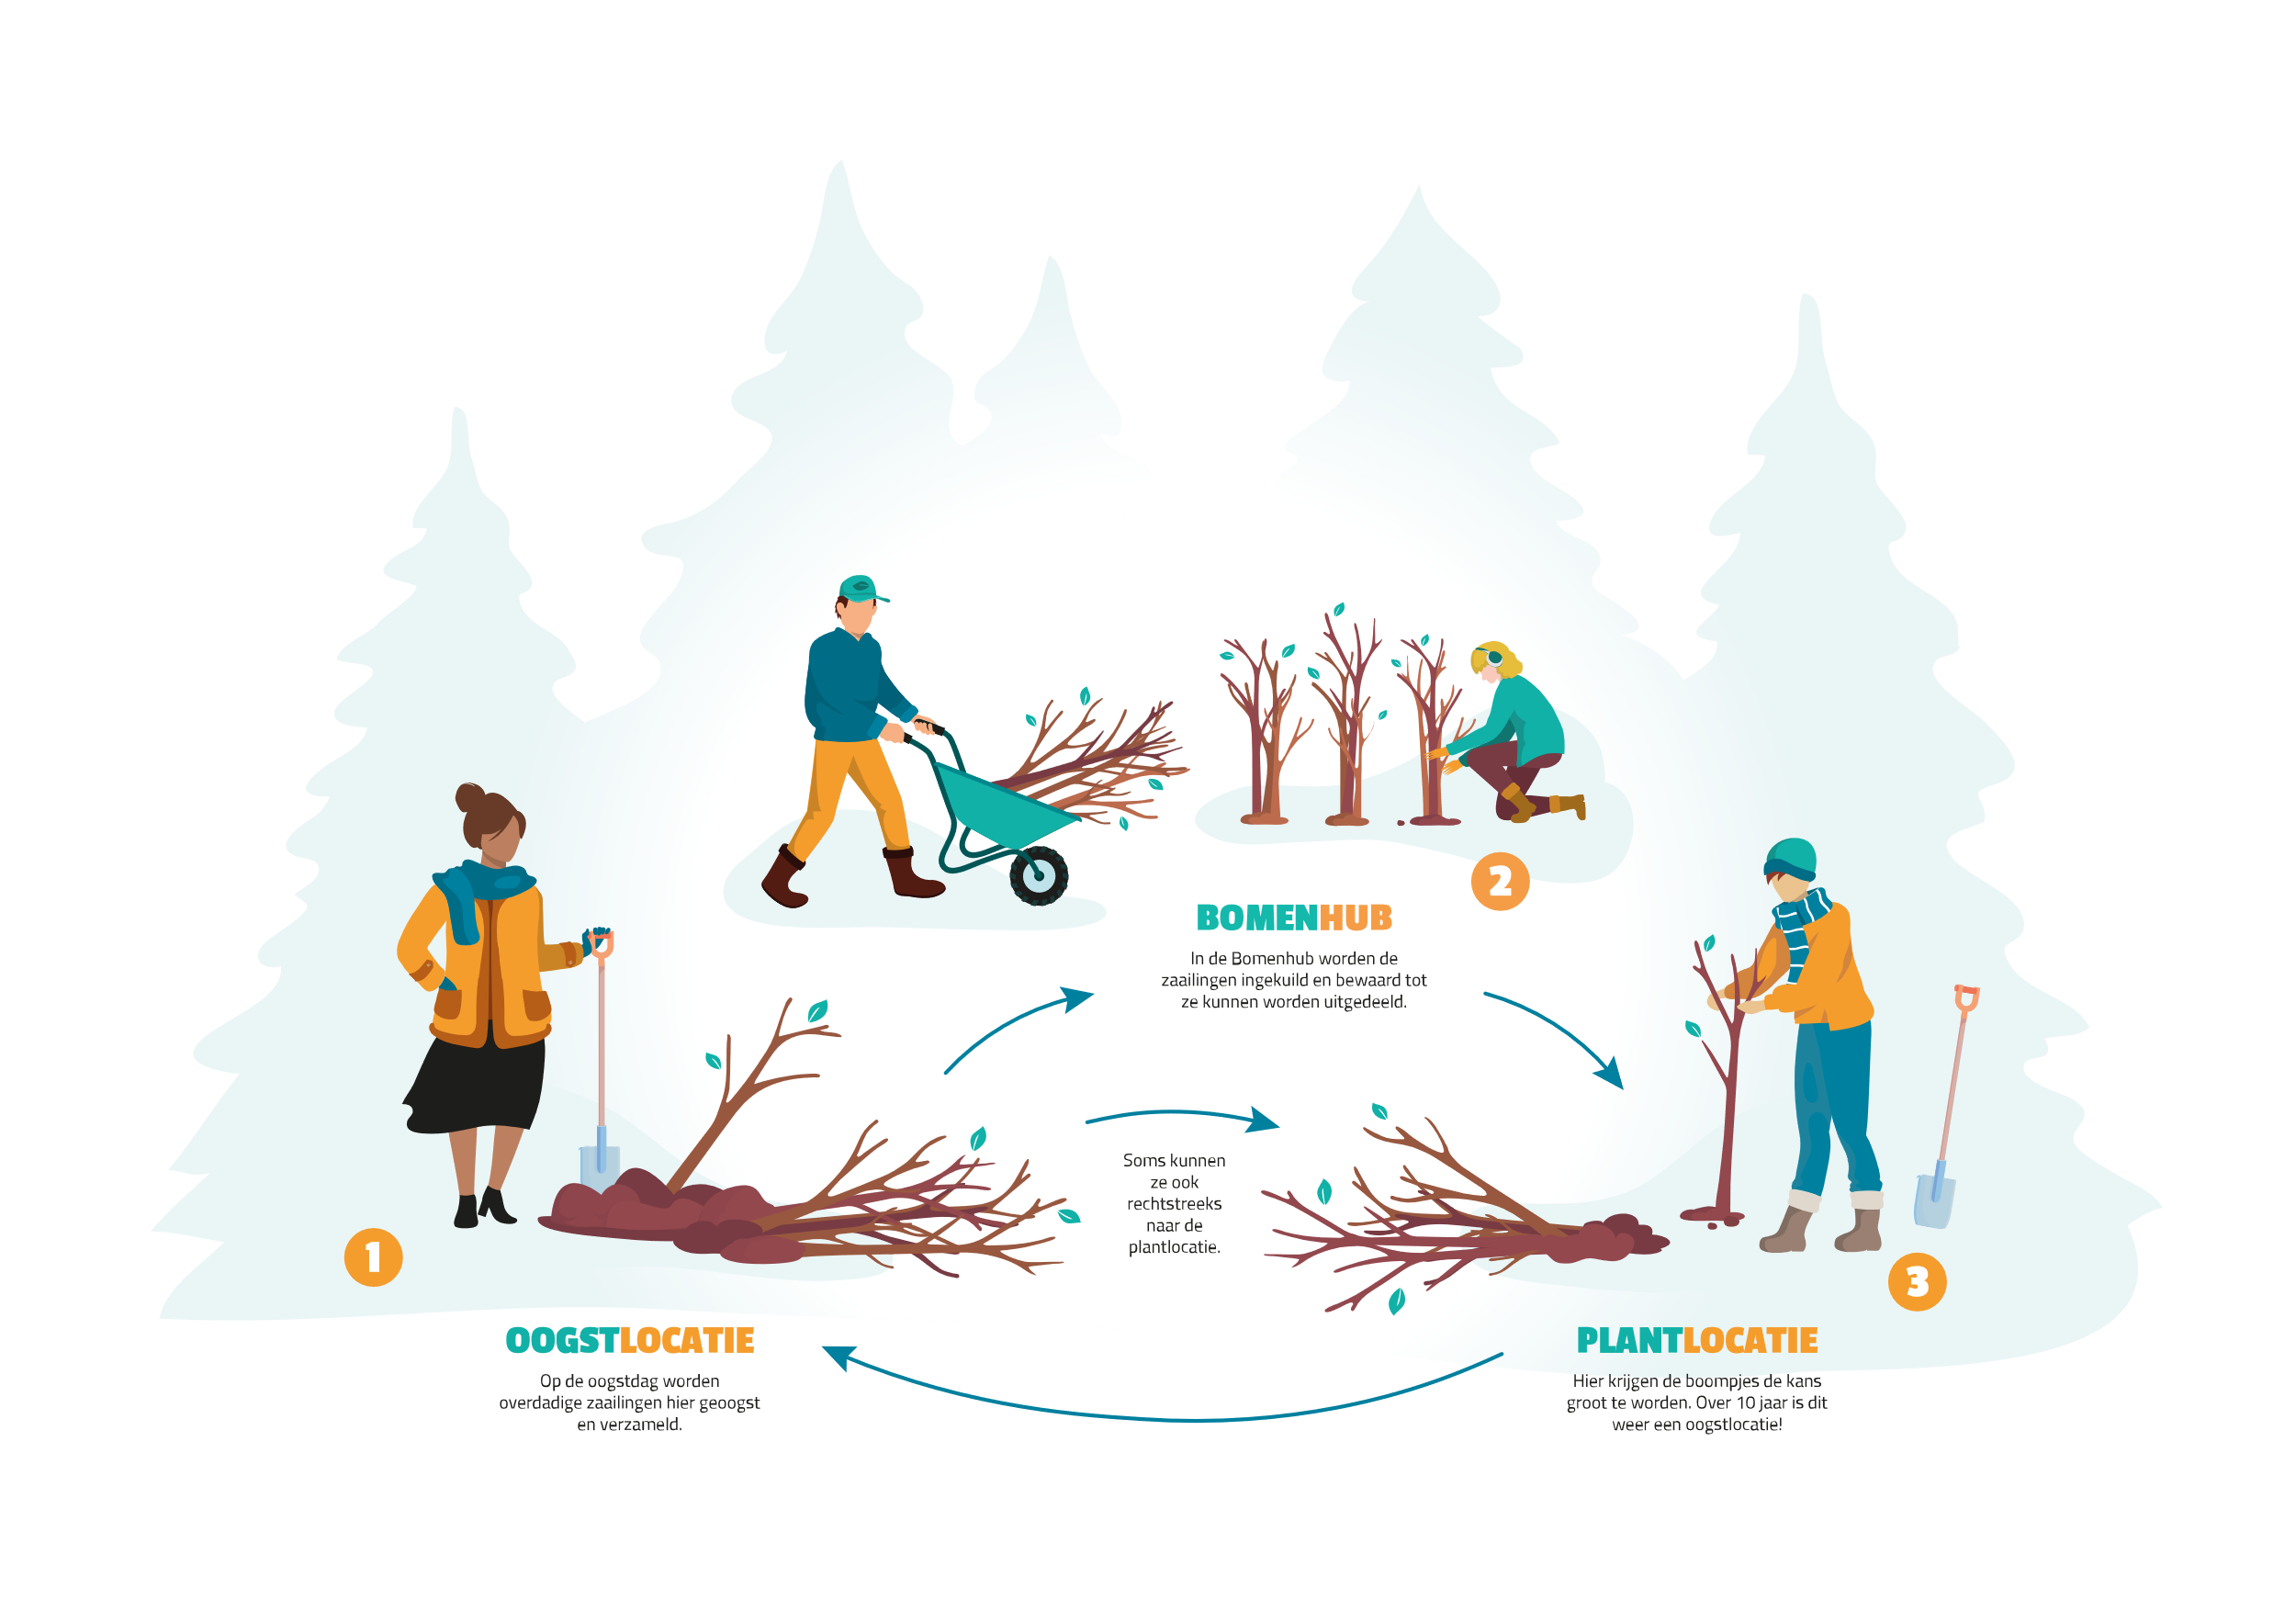 2
BOMENHUB
In de Bomenhub worden de
zaailingen ingekuild en bewaard tot
ze kunnen worden uitgedeeld.
Soms kunnen
ze ook
rechtstreeks
naar de
plantlocatie.
1
OOGSTLOCATIE
Op de oogstdag worden
overdadige zaailingen hier geoogst
en verzameld.
3
PLANTLOCATIE
Hier krijgen de boompjes de kans
groot te worden. Over 10 jaar is dit
weer een oogstlocatie!